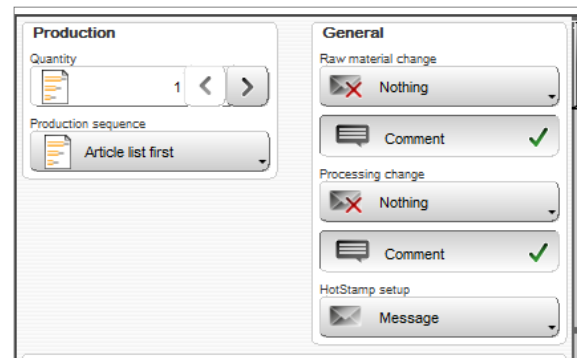 Production
Quantity
1
Production sequence
Article list first
General
Raw material change
Nothing
Comment
Processing change
Nothing
Comment
HotStamp setup
Message